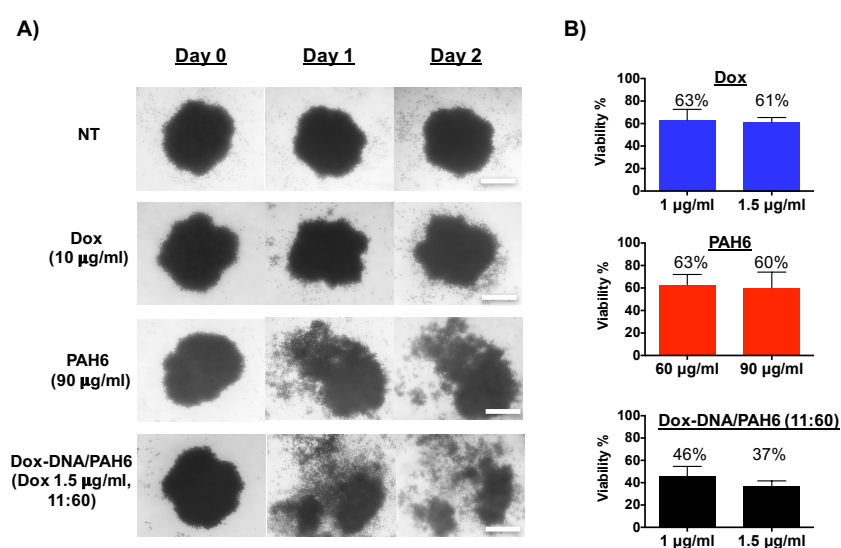 A)
Day 0 Day 1 Day 2
NT
Dox
(10 µg/ml)
PAH6
(90 µg/ml)
Dox-DNA/PAH6
(Dox 1.5 µg/ml,
11:60)
B)
Dox
Viability %
100
80
60
40
20
0
63% 61%
1 µg/ml 1.5 µg/ml
PAH6
Viability %
100
80
60
40
20
0
63% 60%
60 µg/ml 90 µg/ml
Dox-DNA/PAH6 (11:60)
Viability %
100
80
60
40
20
0
46% 37%
1 µg/ml 1.5 µg/ml